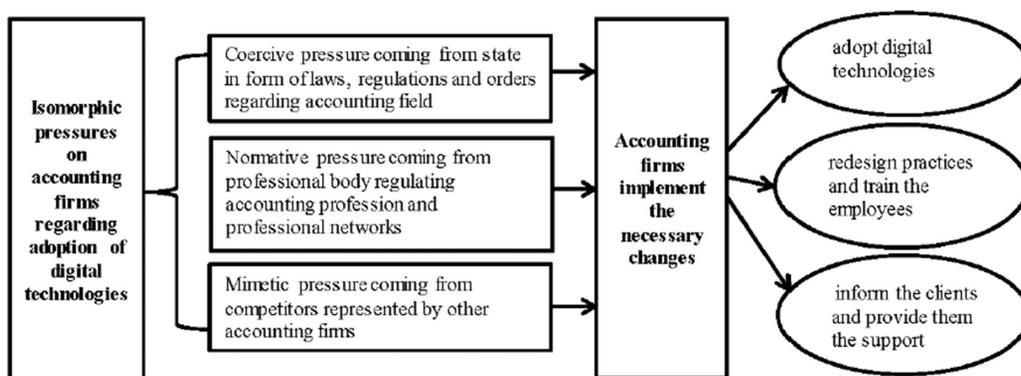 Isomorphic
pressures
on
accounting
firms
regarding
adoption of
digital
technologies
Coercive pressure coming from state
in form of laws, regulations and orders
regarding accounting field
Normative pressure coming from
professional body regulating
accounting profession and
professional networks
Mimetic pressure coming from
competitors represented by other
accounting firms
Accounting
firms
implement
the
necessary
changes
adopt digital
technologies
redesign practices
and train the
employees
inform the clients
and provide them
the support